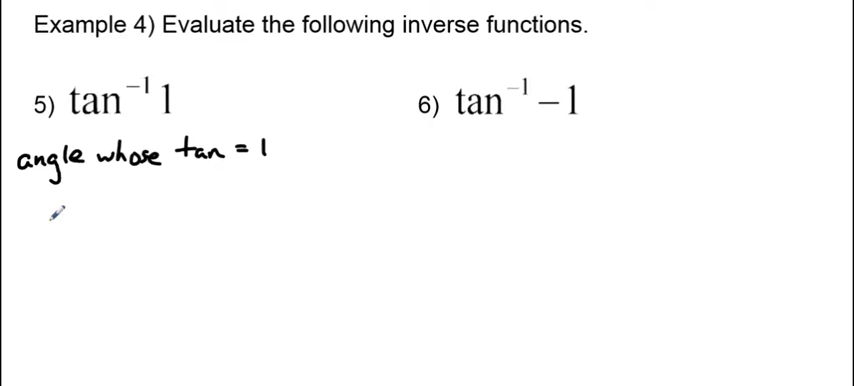 Example 4) Evaluate the following inverse functions.
5) tan⁻¹ 1
6) tan⁻¹ –1
angle whose tan = 1